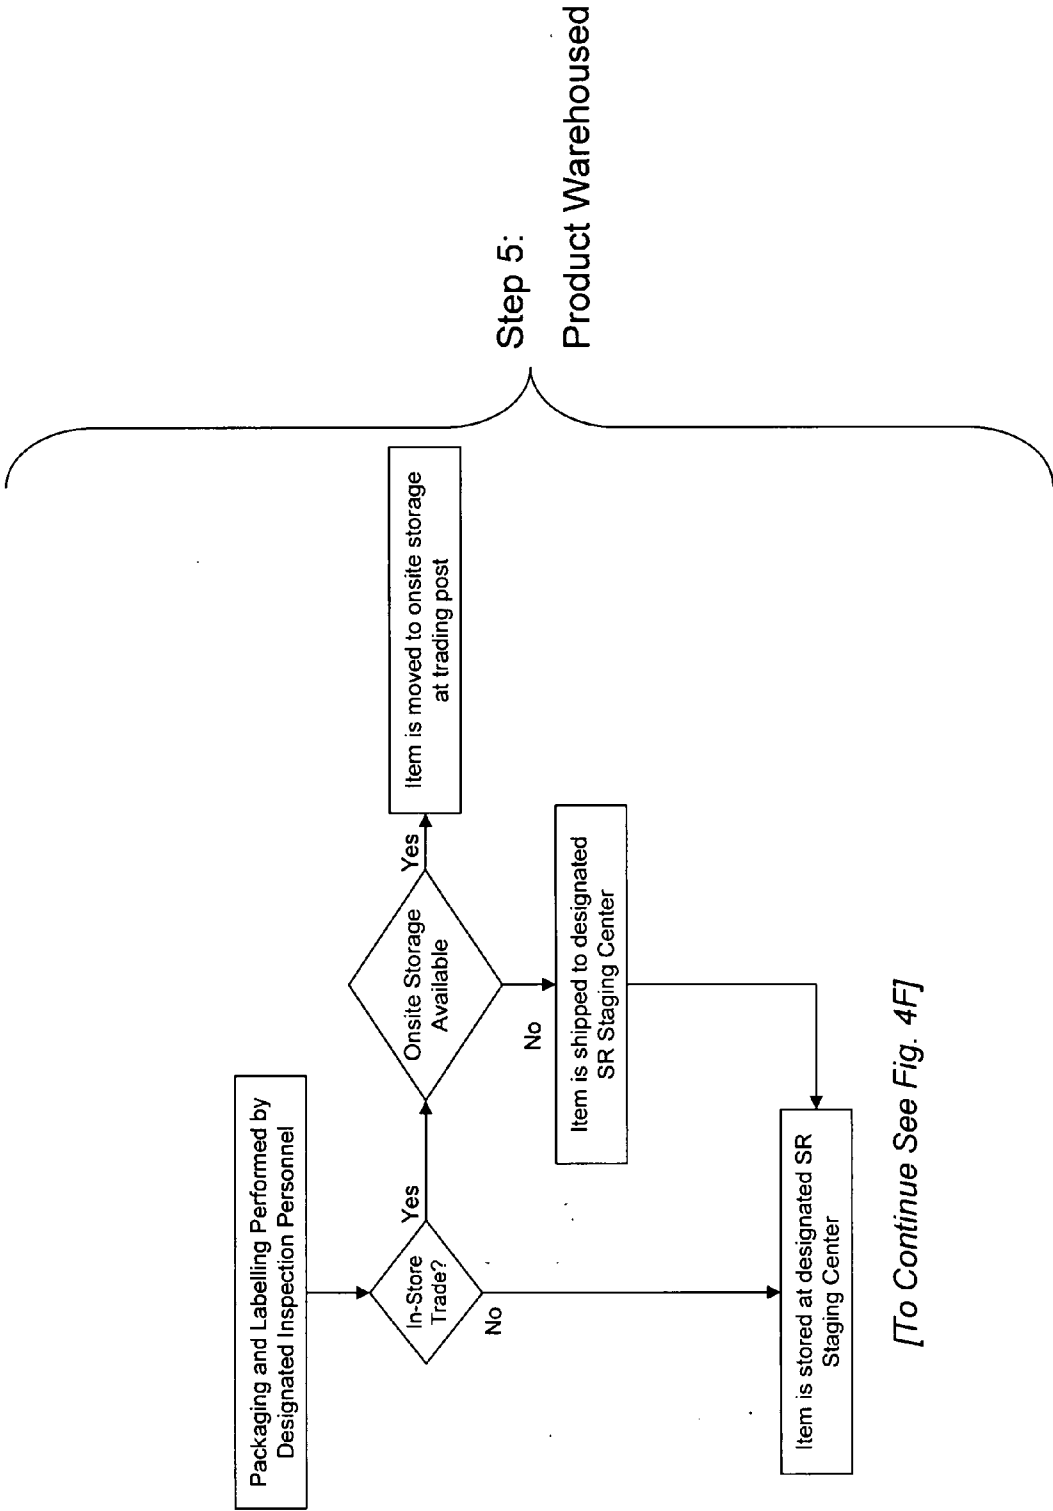 Packaging and Labelling Performed by
Designated Inspection Personnel
In-Store
Trade?
Yes
No
Onsite Storage
Available
Yes
No
Item is moved to onsite storage
at trading post
Item is shipped to designated
SR Staging Center
Item is stored at designated SR
Staging Center
Step 5:
Product Warehoused
[To Continue See Fig. 4F]